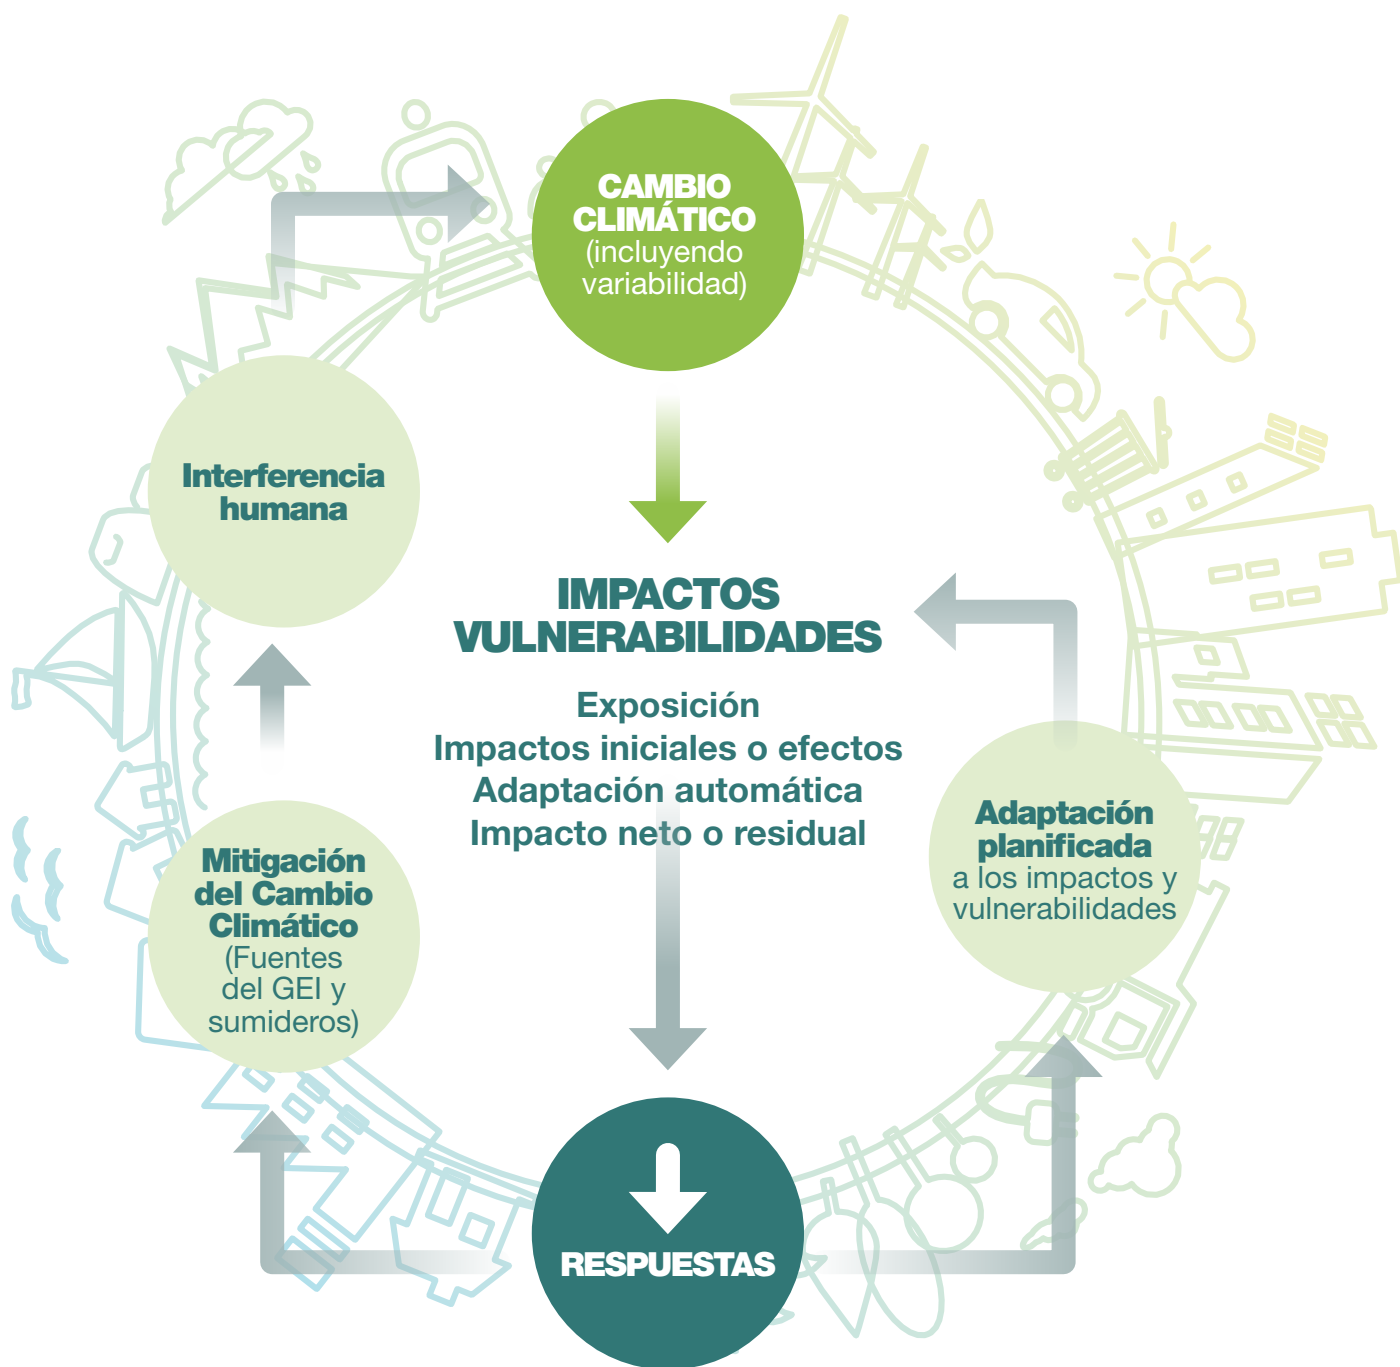 CAMBIO
CLIMÁTICO
(incluyendo
variabilidad)
Interferencia
humana
IMPACTOS
VULNERABILIDADES
Exposición
Impactos iniciales o efectos
Adaptación automática
Impacto neto o residual
Mitigación
del Cambio
Climático
(Fuentes
del GEI y
sumideros)
Adaptación
planificada
a los impactos y
vulnerabilidades
RESPUESTAS